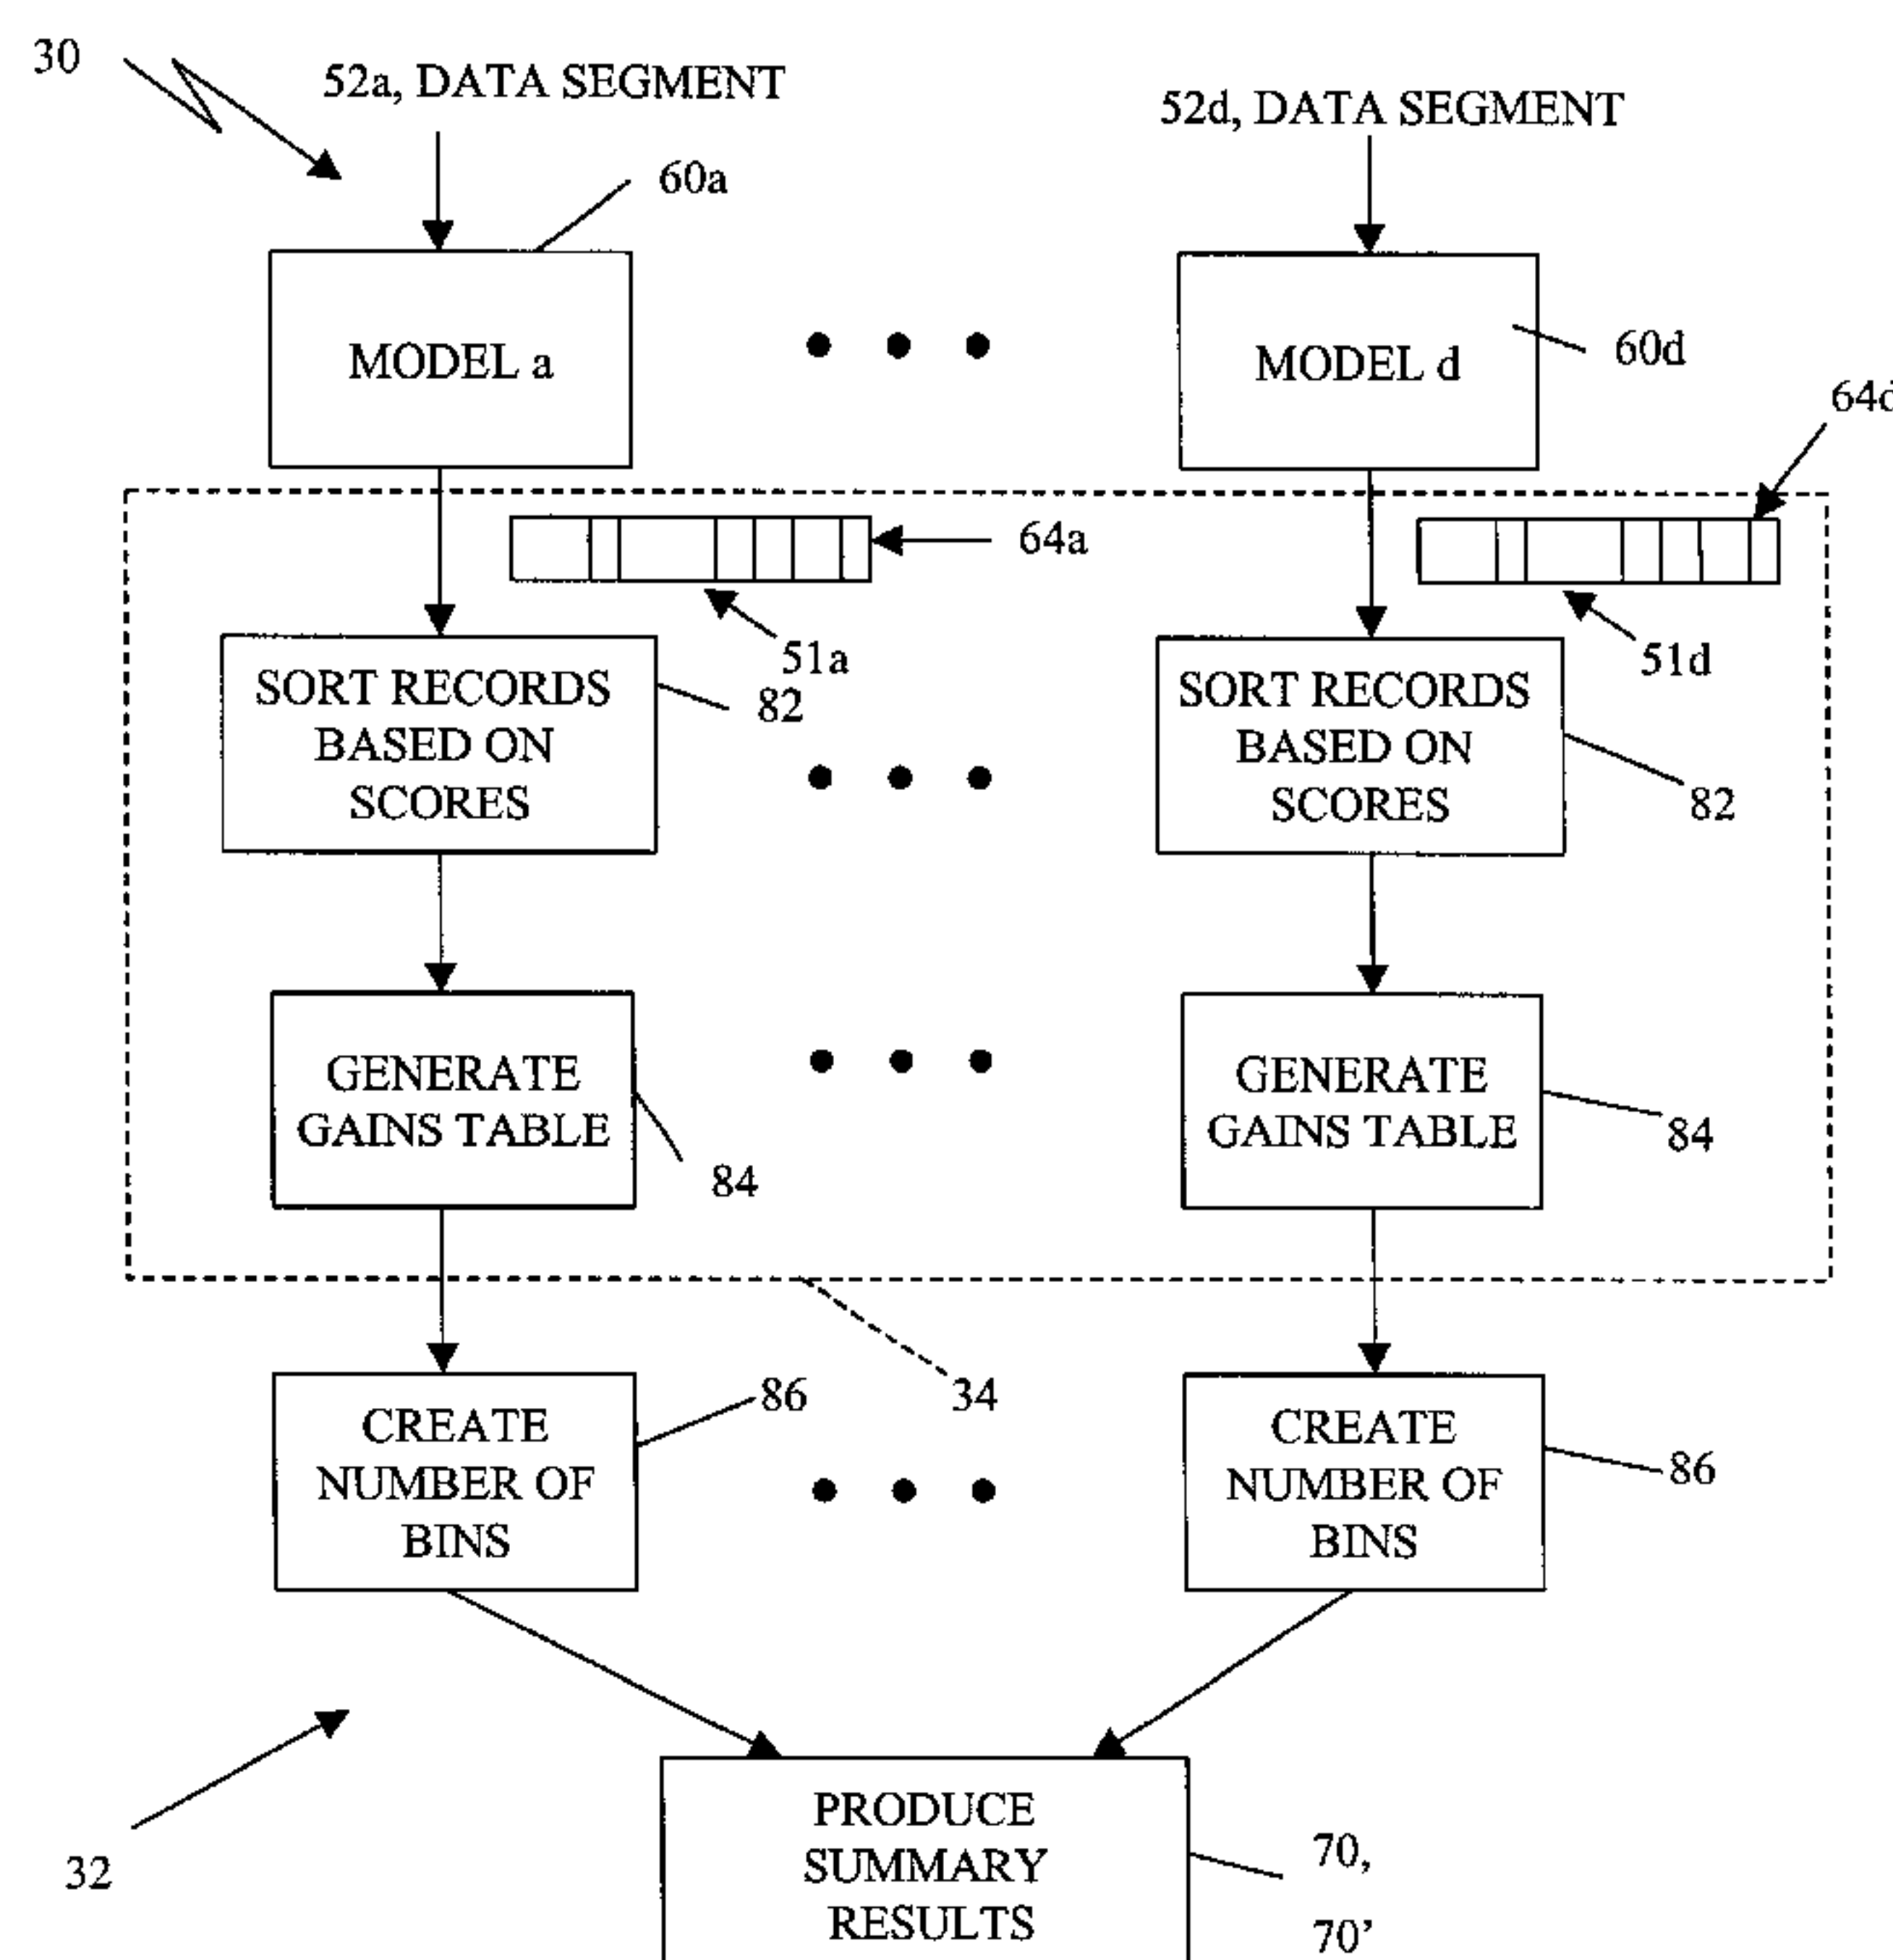 30
52a, DATA SEGMENT
52d, DATA SEGMENT
60a
MODEL a
MODEL d
60d
64d
64a
51a
51d
SORT RECORDS
BASED ON
SCORES
82
SORT RECORDS
BASED ON
SCORES
82
GENERATE
GAINS TABLE
84
GENERATE
GAINS TABLE
84
34
CREATE
NUMBER OF
BINS
86
CREATE
NUMBER OF
BINS
86
32
PRODUCE
SUMMARY
RESULTS
70,
70’